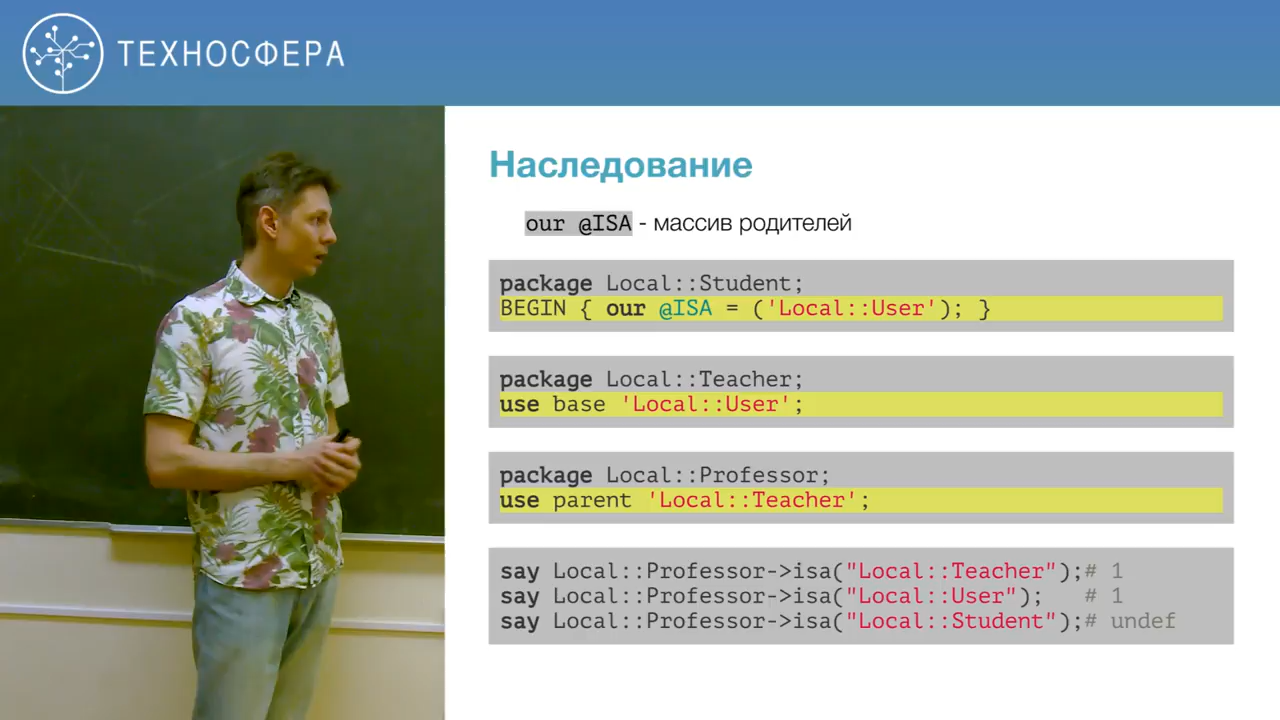 ТЕХНОСФЕРА
Наследование
our @ISA - массив родителей
package Local::Student;
BEGIN { our @ISA = ('Local::User'); }
package Local::Teacher;
use base 'Local::User';
package Local::Professor;
use parent 'Local::Teacher';
say Local::Professor->isa("Local::Teacher");# 1
say Local::Professor->isa("Local::User");   # 1
say Local::Professor->isa("Local::Student");# undef